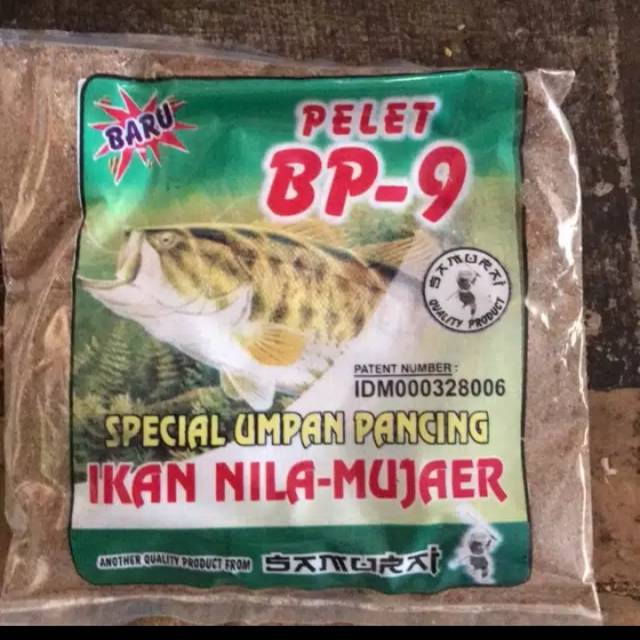 BARU
PELET
BP-9
SAMURAI
QUALITY PRODUCT
PATENT NUMBER :
IDM000328006
SPECIAL UMPAN PANCING
IKAN NILA-MUJAER
ANOTHER QUALITY PRODUCT FROM SAMURAI